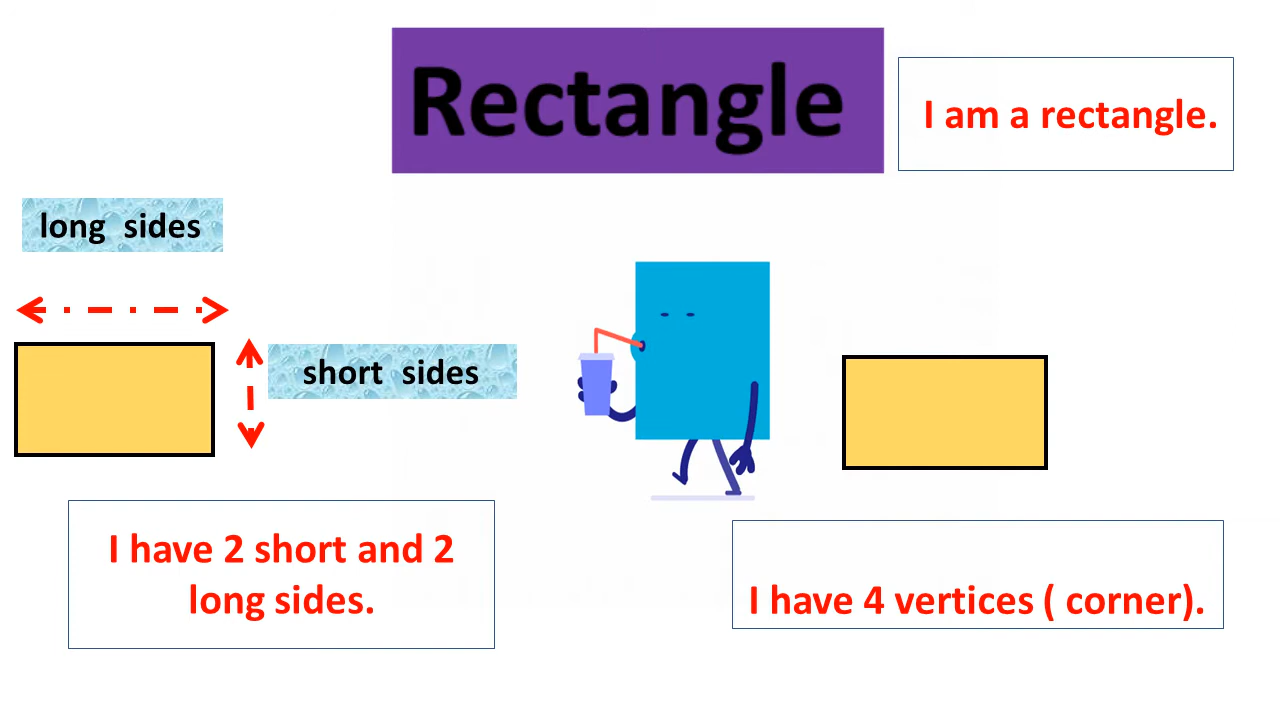 Rectangle
I am a rectangle.
long sides
short sides
I have 2 short and 2
long sides.
I have 4 vertices ( corner).